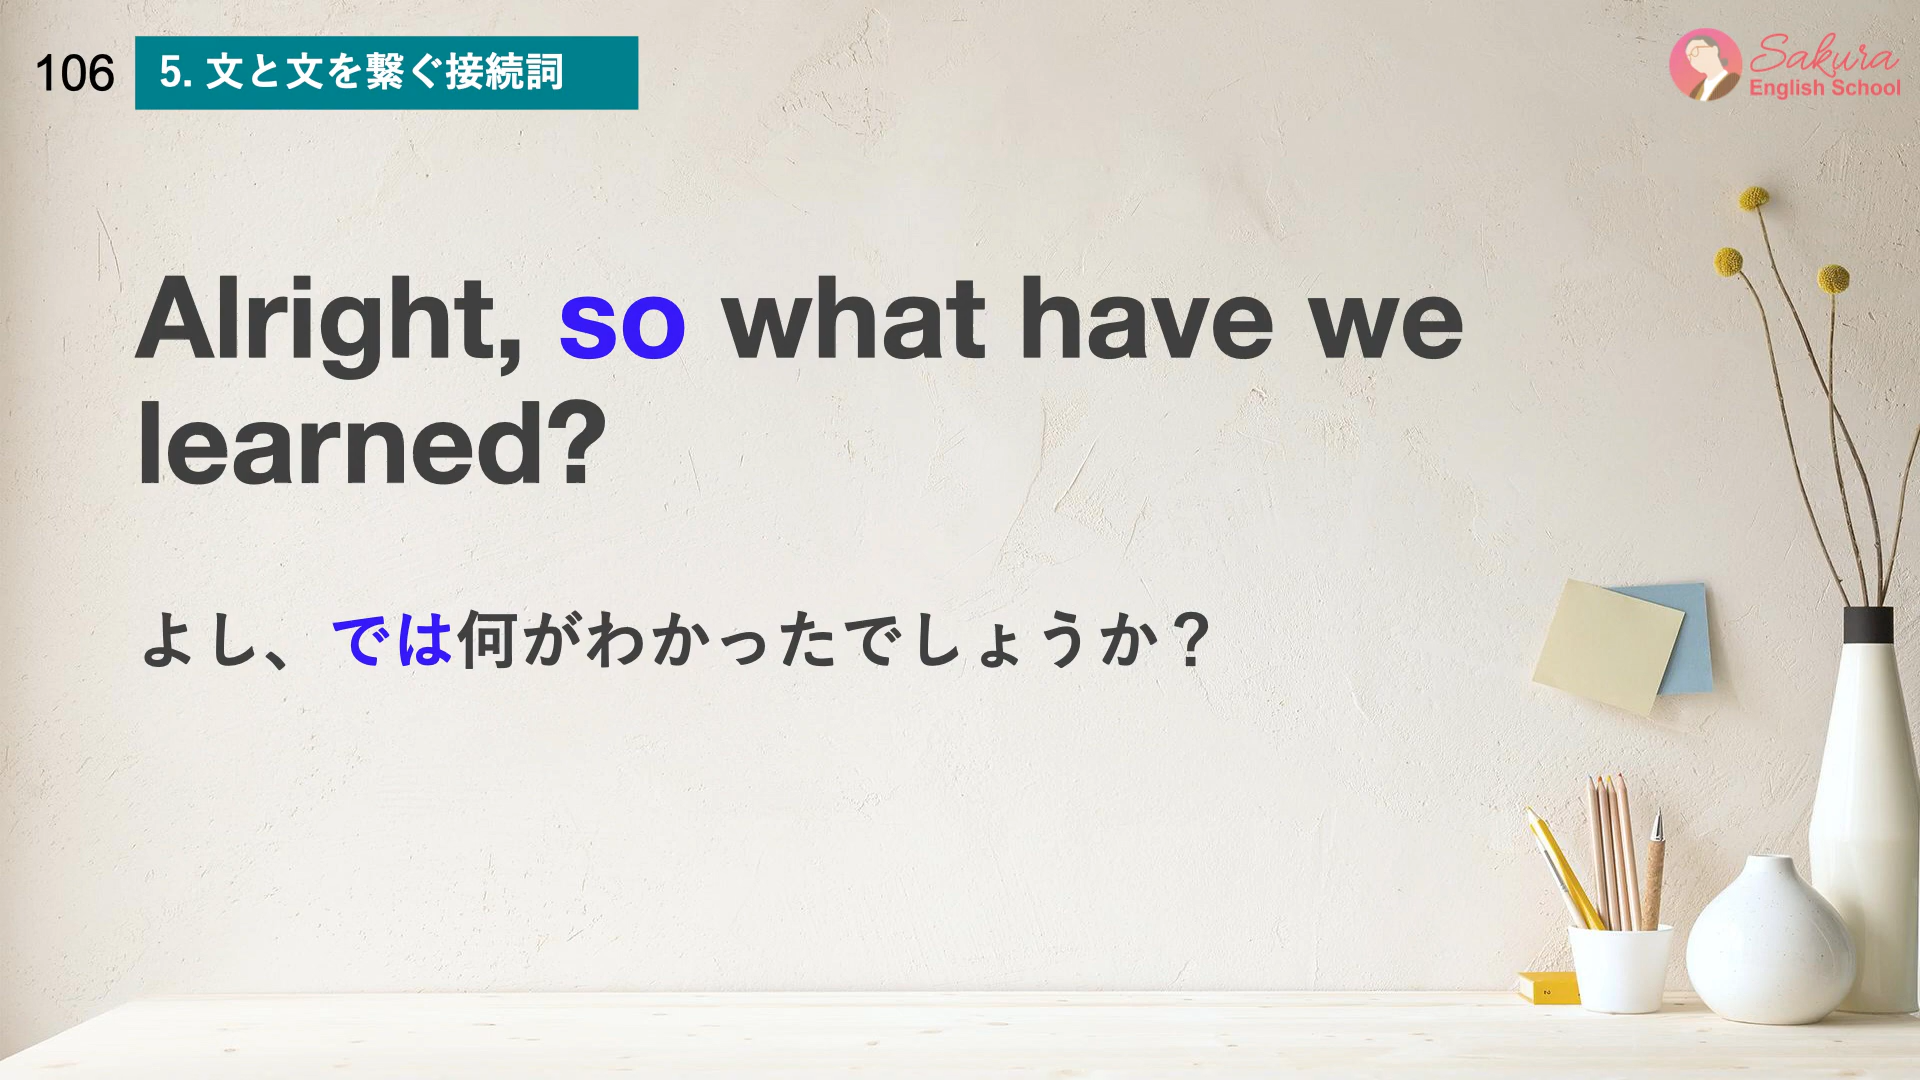 106
5. 文と文を繋ぐ接続詞
Sakura
English School
Alright, so what have we
learned?
よし、では何がわかったでしょうか？